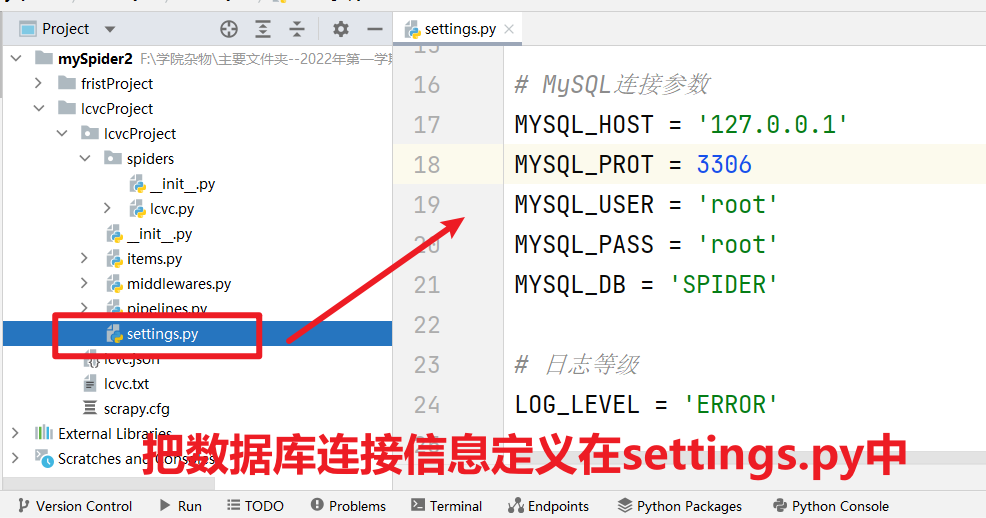 Project
settings.py
mySpider2 F:\学院杂物\主要文件夹--2022年第一学期
fristProject
lcvcProject
lcvcProject
spiders
__init__.py
lcvc.py
__init__.py
items.py
middlewares.py
pipelines.py
settings.py
lcvc.json
lcvc.txt
scrapy.cfg
External Libraries
Scratches and Consoles
15
16 # MySQL连接参数
17 MYSQL_HOST = '127.0.0.1'
18 MYSQL_PROT = 3306
19 MYSQL_USER = 'root'
20 MYSQL_PASS = 'root'
21 MYSQL_DB = 'SPIDER'
22
23 # 日志等级
24 LOG_LEVEL = 'ERROR'
把数据库连接信息定义在settings.py中
Version Control Run TODO Problems Terminal Endpoints Python Packages Python Console